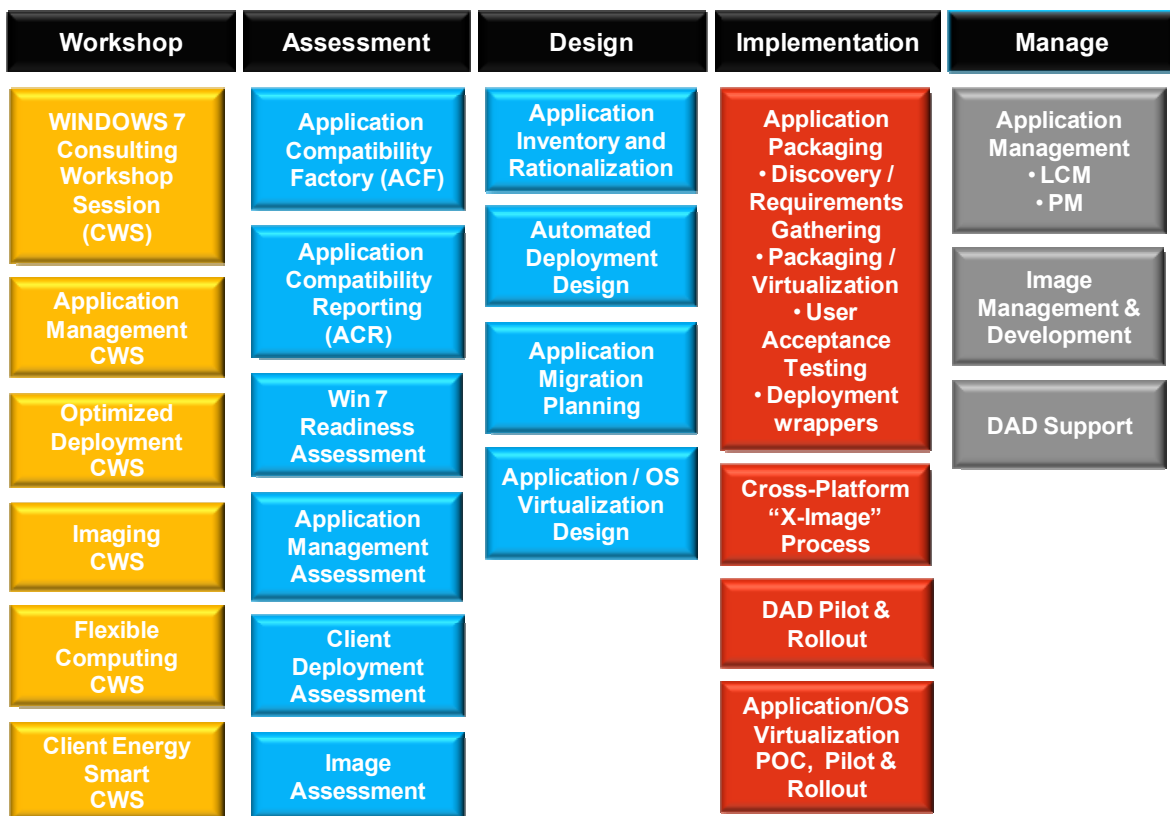 Workshop
Assessment
Design
Implementation
Manage
WINDOWS 7
Consulting
Workshop
Session
(CWS)
Application
Management
CWS
Optimized
Deployment
CWS
Imaging
CWS
Flexible
Computing
CWS
Client Energy
Smart
CWS
Application
Compatibility
Factory (ACF)
Application
Compatibility
Reporting
(ACR)
Win 7
Readiness
Assessment
Application
Management
Assessment
Client
Deployment
Assessment
Image
Assessment
Application
Inventory and
Rationalization
Automated
Deployment
Design
Application
Migration
Planning
Application / OS
Virtualization
Design
Application
Packaging
• Discovery /
Requirements
Gathering
• Packaging /
Virtualization
• User
Acceptance
Testing
• Deployment
wrappers
Cross-Platform
“X-Image”
Process
DAD Pilot &
Rollout
Application/OS
Virtualization
POC, Pilot &
Rollout
Application
Management
• LCM
• PM
Image
Management &
Development
DAD Support